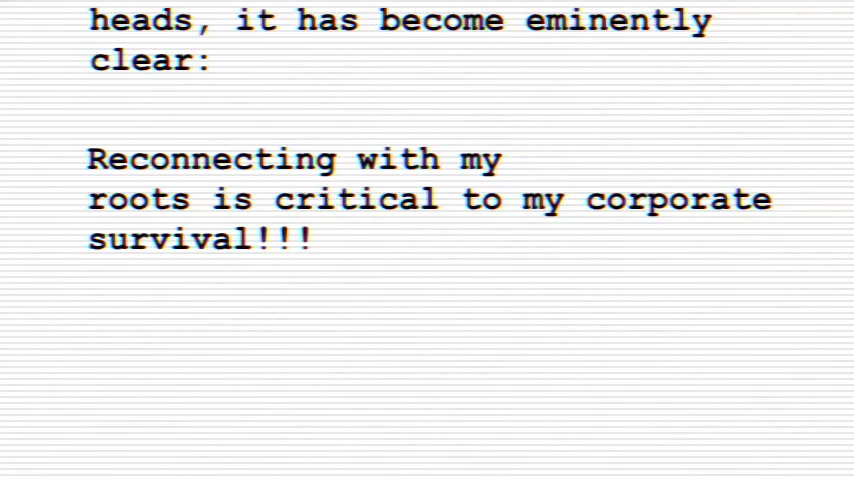 heads, it has become eminently
clear:
Reconnecting with my
roots is critical to my corporate
survival!!!